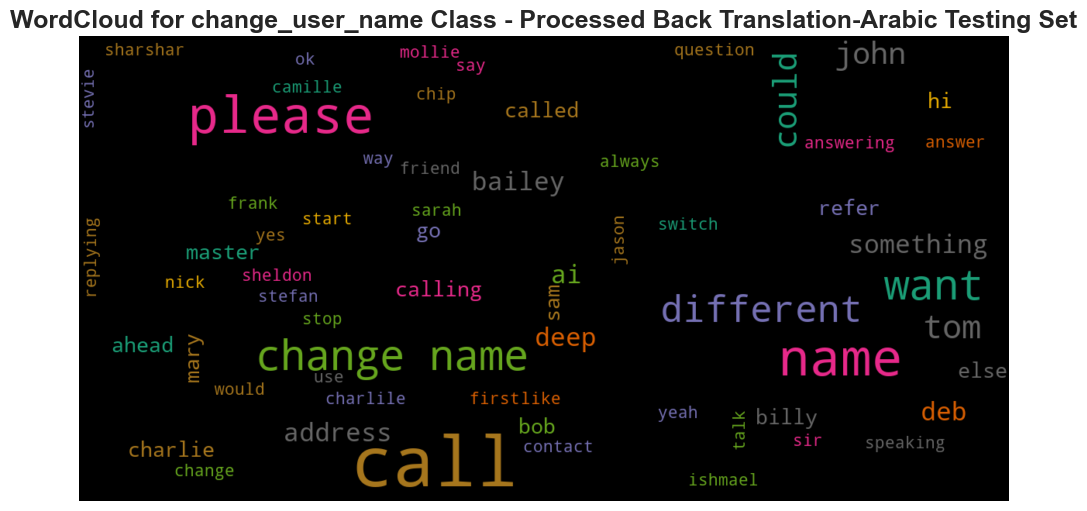 WordCloud for change_user_name Class - Processed Back Translation-Arabic Testing Set
sharshar
ok
mollie
say
question
could
john
stevie
camille
chip
called
hi
please
answering
answer
way
friend
always
bailey
frank
start
sarah
go
jason
switch
refer
replying
yes
master
something
nick
sheldon
stefan
calling
sam
ai
want
different
stop
deep
tom
ahead
mary
change name
name
use
else
would
charlile
firstlike
yeah
talk
billy
deb
address
bob
contact
sir
speaking
charlie
change
call
ishmael